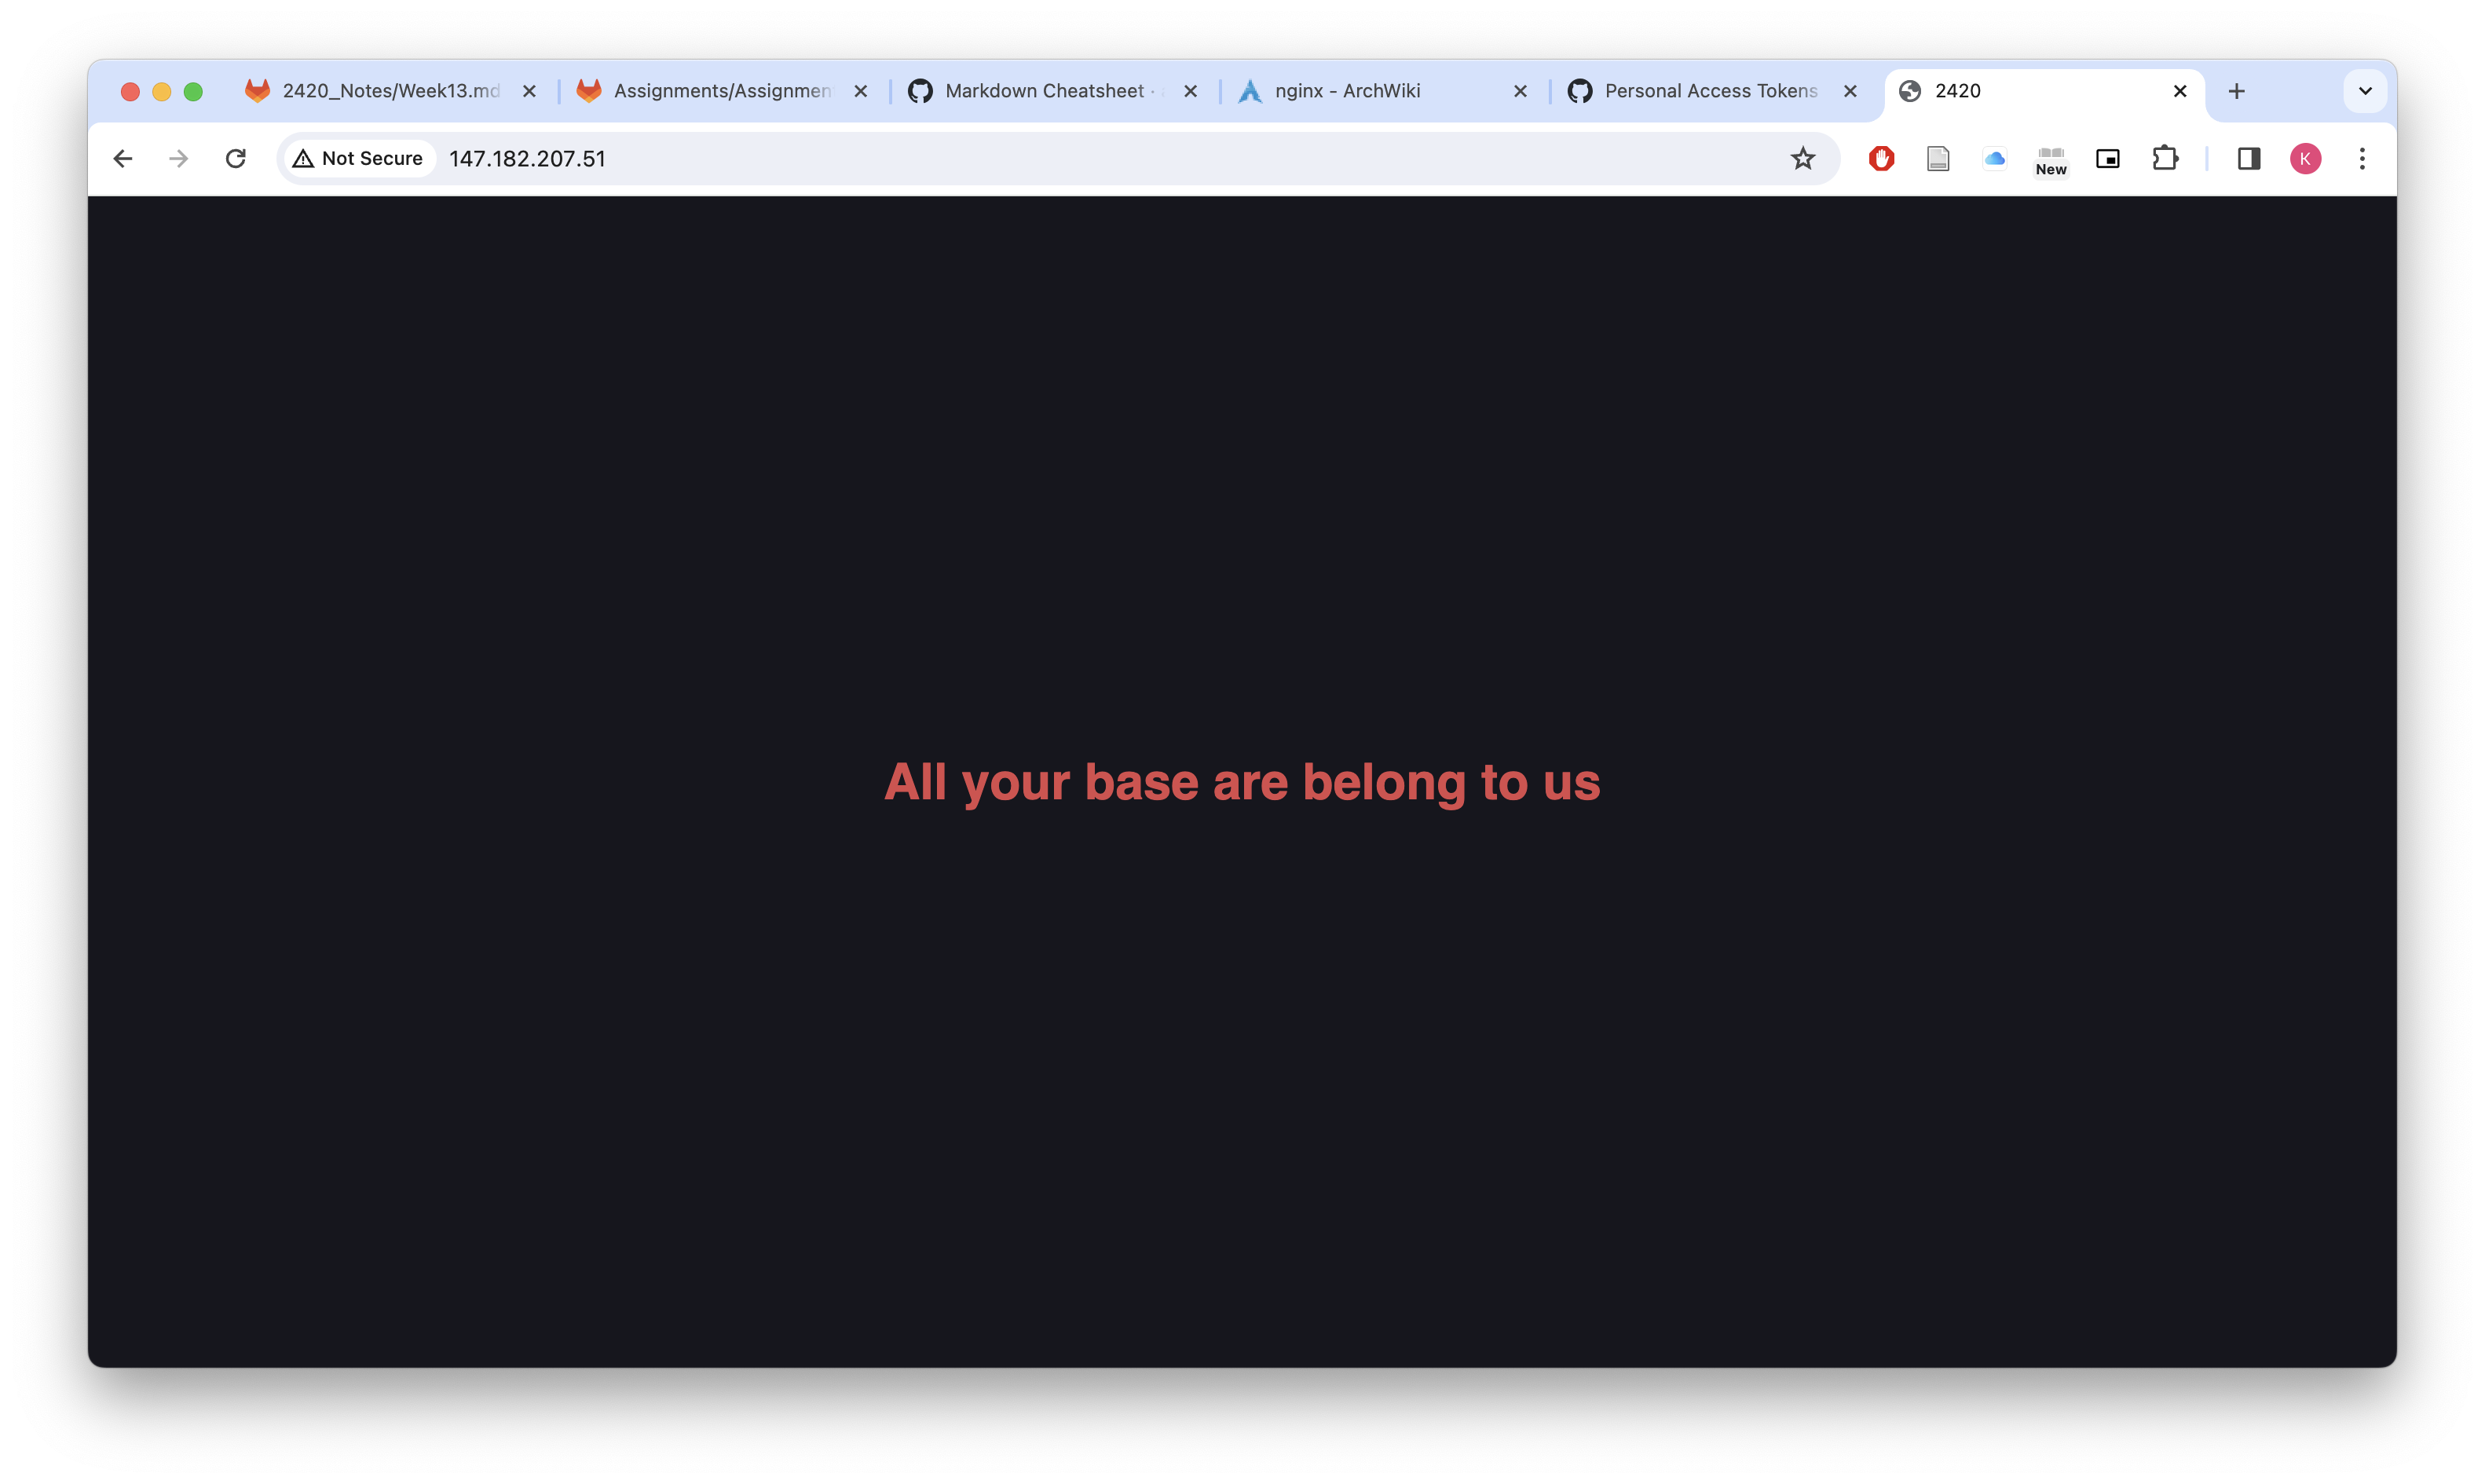 2420_Notes/Week13.md
Assignments/Assignmen
Markdown Cheatsheet ·
nginx - ArchWiki
Personal Access Tokens
2420
Not Secure
147.182.207.51
New
K
All your base are belong to us